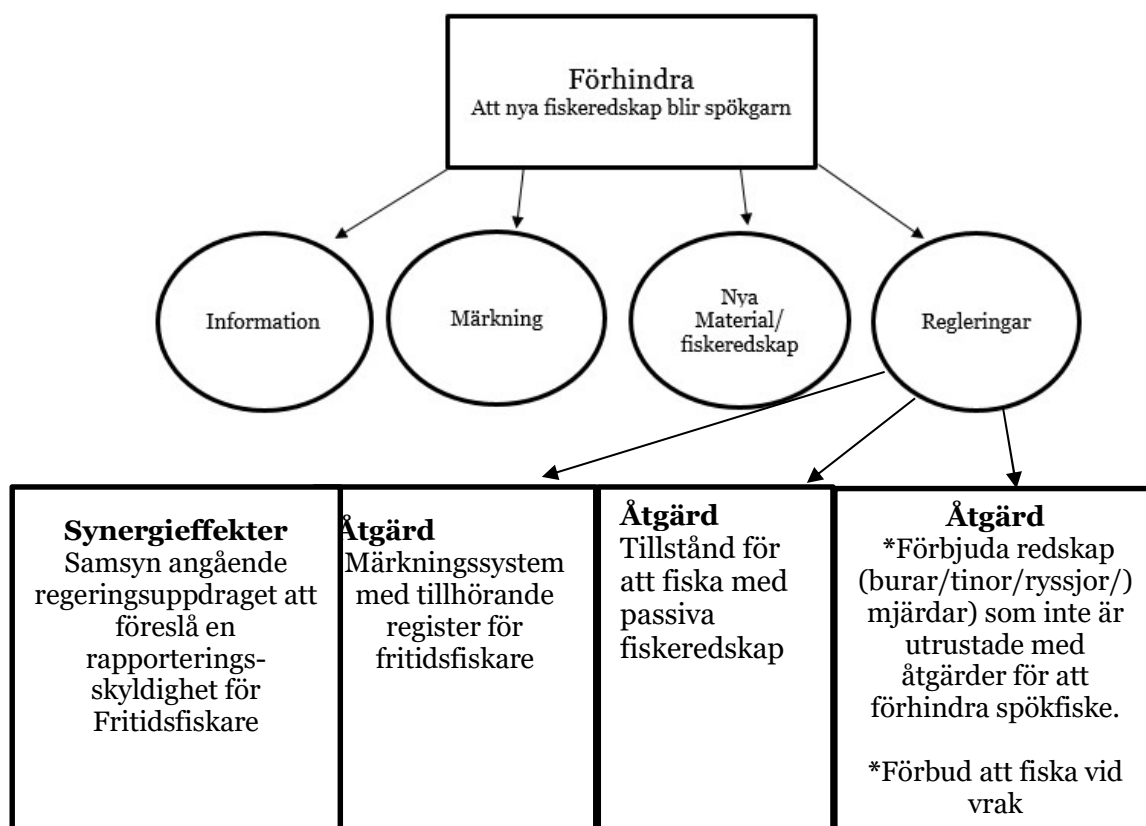 Förhindra
Att nya fiskeredskap blir spökgarn
Information
Märkning
Nya
Material/
fiskeredskap
Regleringar
Synergieffekter
Samsyn angående
regeringsuppdraget att
föreslå en
rapporterings-
skyldighet för
Fritidsfiskare
Åtgärd
Märkningssystem
med tillhörande
register för
fritidsfiskare
Åtgärd
Tillstånd för
att fiska med
passiva
fiskeredskap
Åtgärd
*Förbjuda redskap
(burar/tinor/ryssjor/)
mjärdar) som inte är
utrustade med
åtgärder för att
förhindra spökfiske.
*Förbud att fiska vid
vrak